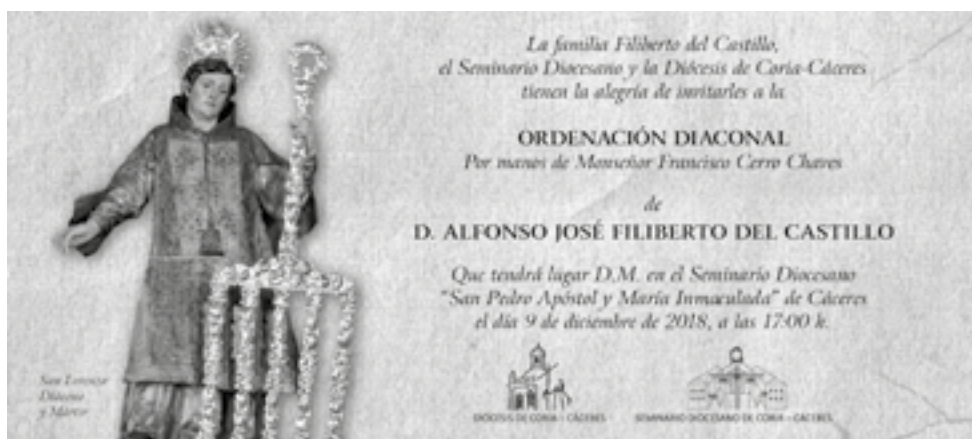 La familia Filiberto del Castillo,
el Seminario Diocesano y la Diócesis de Coria-Cáceres
tienen la alegría de invitarles a la
ORDENACIÓN DIACONAL
Por manos de Monseñor Francisco Cerro Chaves
de
D. ALFONSO JOSÉ FILIBERTO DEL CASTILLO
Que tendrá lugar D.M. en el Seminario Diocesano
"San Pedro Apóstol y María Inmaculada" de Cáceres
el día 9 de diciembre de 2018, a las 17:00 h.
San Lorenzo
Diácono
y Mártir
DIÓCESIS DE CORIA - CÁCERES
SEMINARIO DIOCESANO DE CORIA - CÁCERES